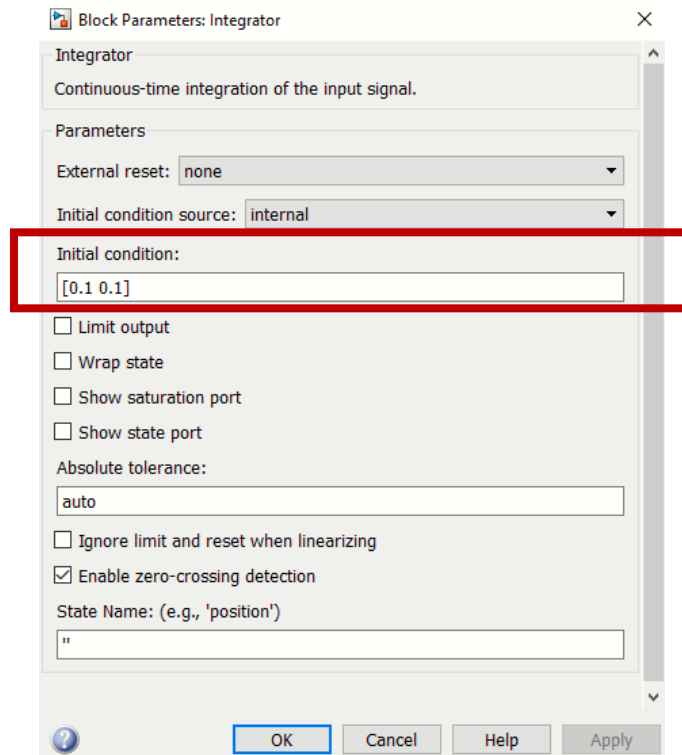 Block Parameters: Integrator
Integrator
Continuous-time integration of the input signal.
Parameters
External reset: none
Initial condition source: internal
Initial condition:
[0.1 0.1]
Limit output
Wrap state
Show saturation port
Show state port
Absolute tolerance:
auto
Ignore limit and reset when linearizing
Enable zero-crossing detection
State Name: (e.g., 'position')
''
OK Cancel Help Apply